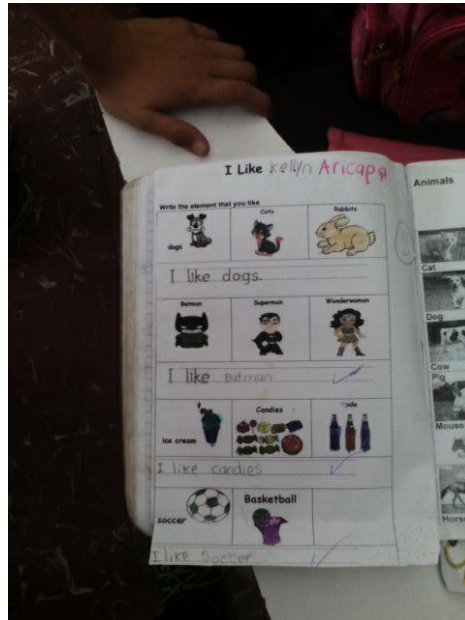 I Like Kellyn Aricapa
Animals
Write the element that you like
dogs
Cats
Rabbits
I like dogs.
Batman
Superman
Wonderwoman
I like Batman
ice cream
Candies
I like candies
soccer
Basketball
I like Soccer
Cat
Dog
Cow
Pig
Mouse
Horse